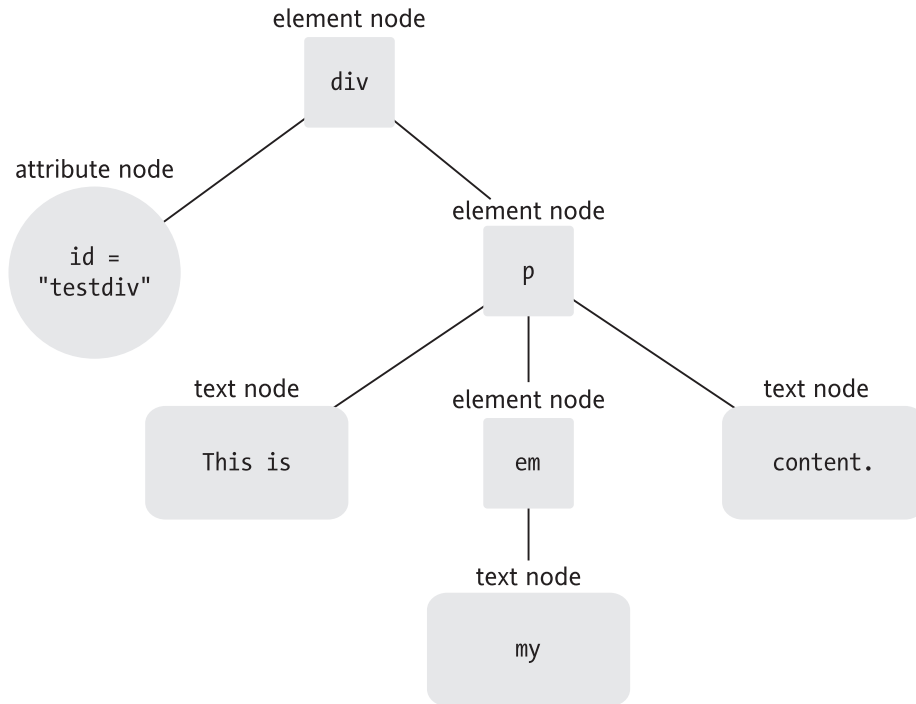 element node
div
attribute node
id =
"testdiv"
element node
p
text node
This is
element node
em
text node
content.
text node
my